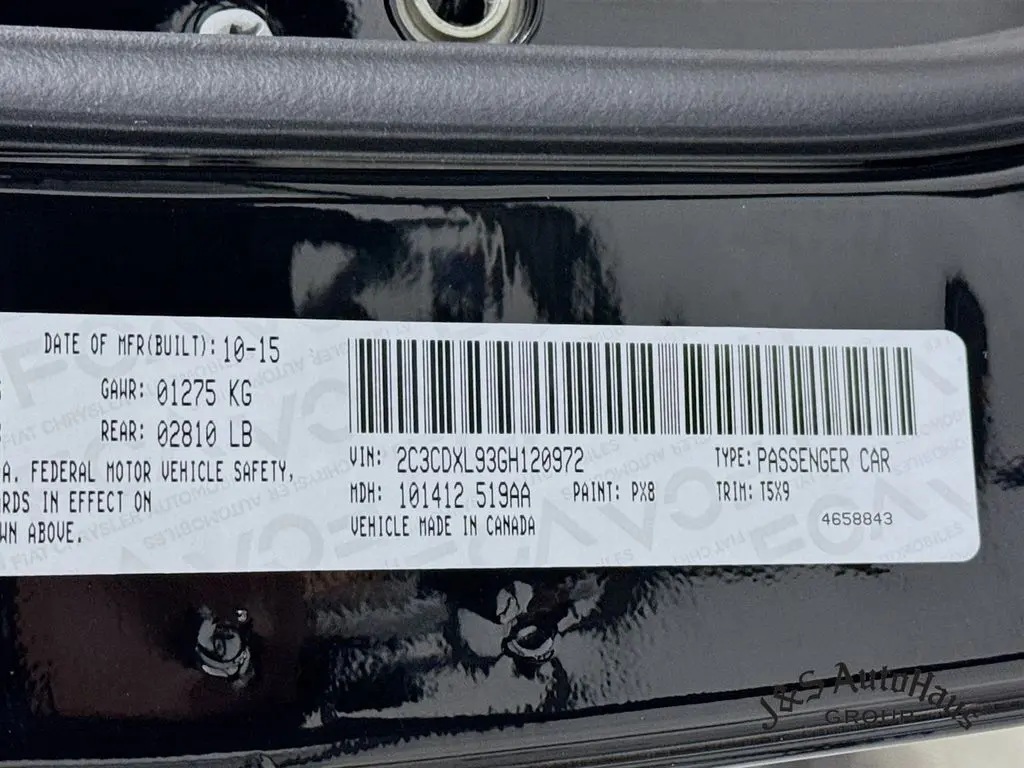 DATE OF MFR(BUILT): 10-15
GAWR: 01275 KG
REAR: 02810 LB
A. FEDERAL MOTOR VEHICLE SAFETY,
RDS IN EFFECT ON
WN ABOVE.
VIN: 2C3CDXL93GH120972
TYPE: PASSENGER CAR
MDH: 101412 519AA
PAINT: PX8
TRIM: T5X9
VEHICLE MADE IN CANADA
4658843
J&S AutoHaus
GROUP